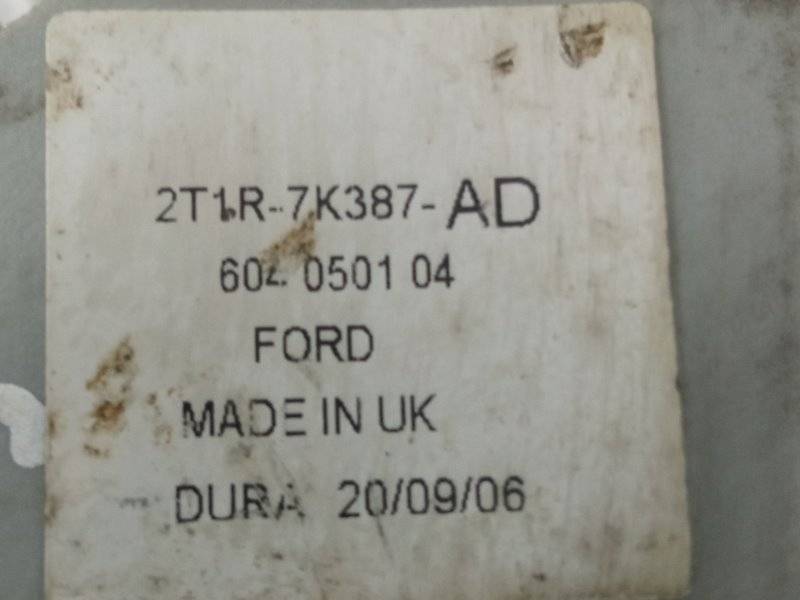 2T1R-7K387-AD
604 0501 04
FORD
MADE IN UK
DURA 20/09/06